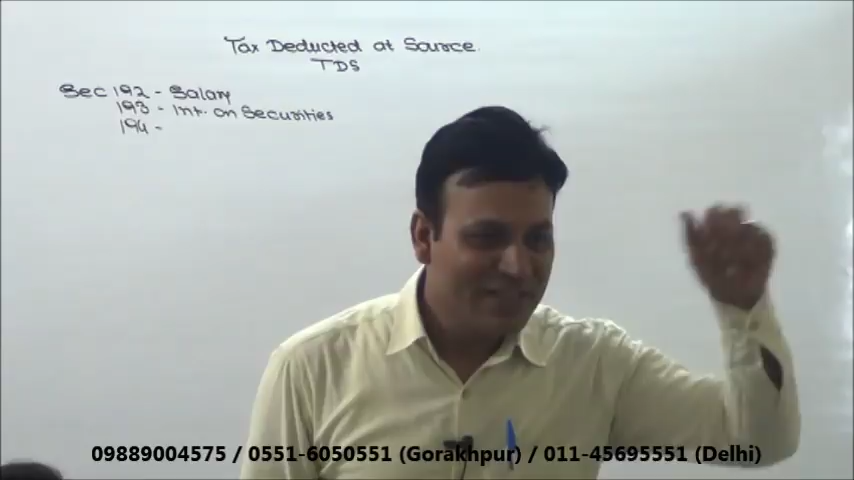 Tax Deducted at Source
TDS
Sec 192 - Salary
193 - Int. on Securities
194 -
09889004575 / 0551-6050551 (Gorakhpur) / 011-45695551 (Delhi)